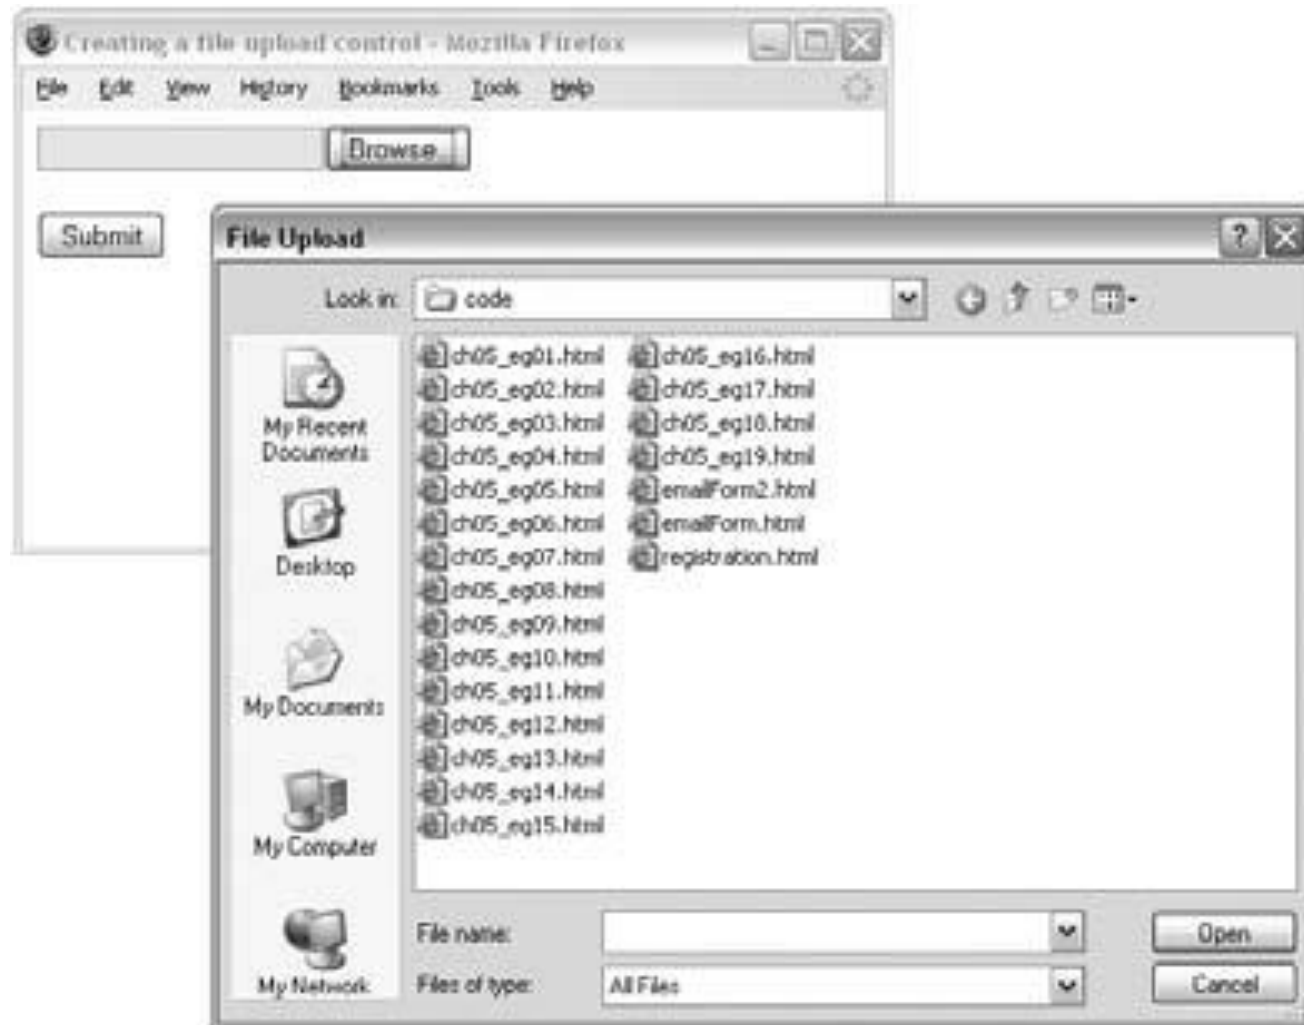 Creating a file upload control - Mozilla Firefox
File Edit View History Bookmarks Tools Help
Browse...
Submit
File Upload
?
Look in: code
My Recent Documents
Desktop
My Documents
My Computer
My Network
ch05_eg01.html
ch05_eg02.html
ch05_eg03.html
ch05_eg04.html
ch05_eg05.html
ch05_eg06.html
ch05_eg07.html
ch05_eg08.html
ch05_eg09.html
ch05_eg10.html
ch05_eg11.html
ch05_eg12.html
ch05_eg13.html
ch05_eg14.html
ch05_eg15.html
ch05_eg16.html
ch05_eg17.html
ch05_eg18.html
ch05_eg19.html
emailForm2.html
emailForm.html
registration.html
File name:
Open
Files of type: All Files
Cancel